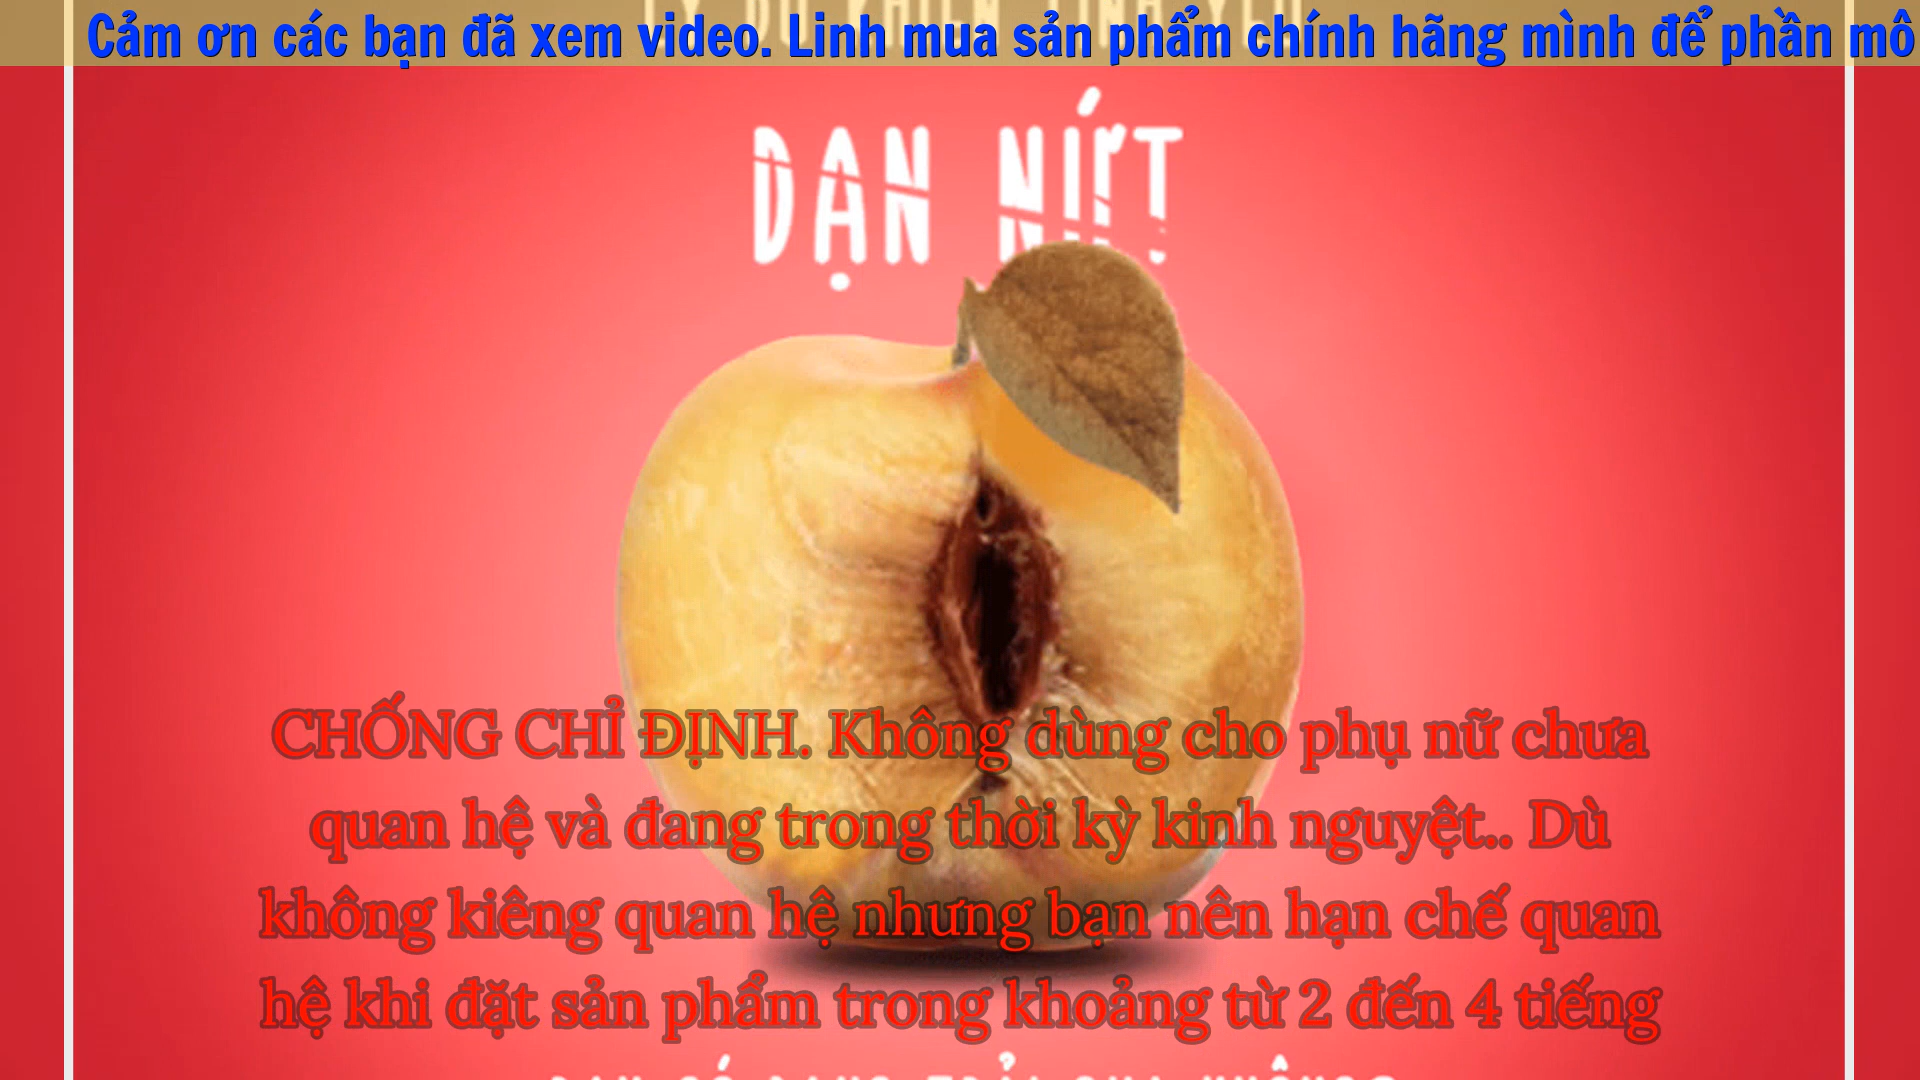 Cảm ơn các bạn đã xem video. Linh mua sản phẩm chính hãng mình để phần mô
DẠN NỨT
CHỐNG CHỈ ĐỊNH. Không dùng cho phụ nữ chưa
quan hệ và đang trong thời kỳ kinh nguyệt.. Dù
không kiêng quan hệ nhưng bạn nên hạn chế quan
hệ khi đặt sản phẩm trong khoảng từ 2 đến 4 tiếng